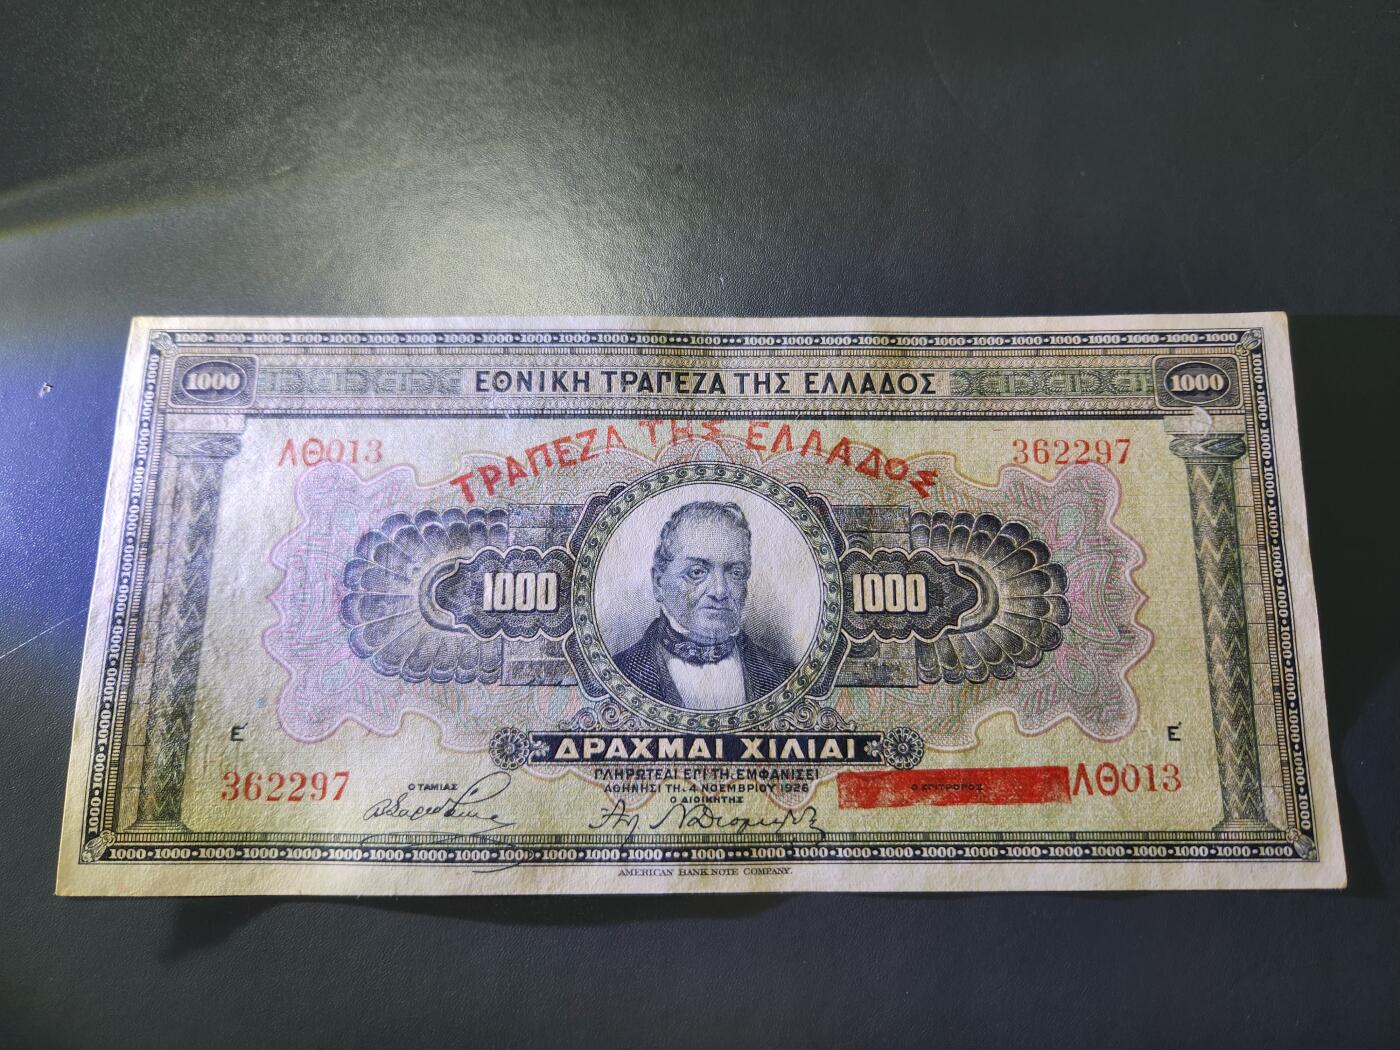 1000 ΕΘΝΙΚΗ ΤΡΑΠΕΖΑ ΤΗΣ ΕΛΛΑΔΟΣ 1000
ΤΡΑΠΕΖΑ ΤΗΣ ΕΛΛΑΔΟΣ
ΛΘ013 362297
1000 1000
Ε΄ Ε΄
ΔΡΑΧΜΑΙ ΧΙΛΙΑΙ
ΠΛΗΡΩΤΕΑΙ ΕΠΙ ΤΗ ΕΜΦΑΝΙΣΕΙ
362297 Ο ΤΑΜΙΑΣ ΑΘΗΝΗΣΙ ΤΗ, 4 ΝΟΕΜΒΡΙΟΥ 1926 Ο ΕΠΙΤΡΟΠΟΣ ΛΘ013
Ο ΔΙΟΙΚΗΤΗΣ
AMERICAN BANK NOTE COMPANY.